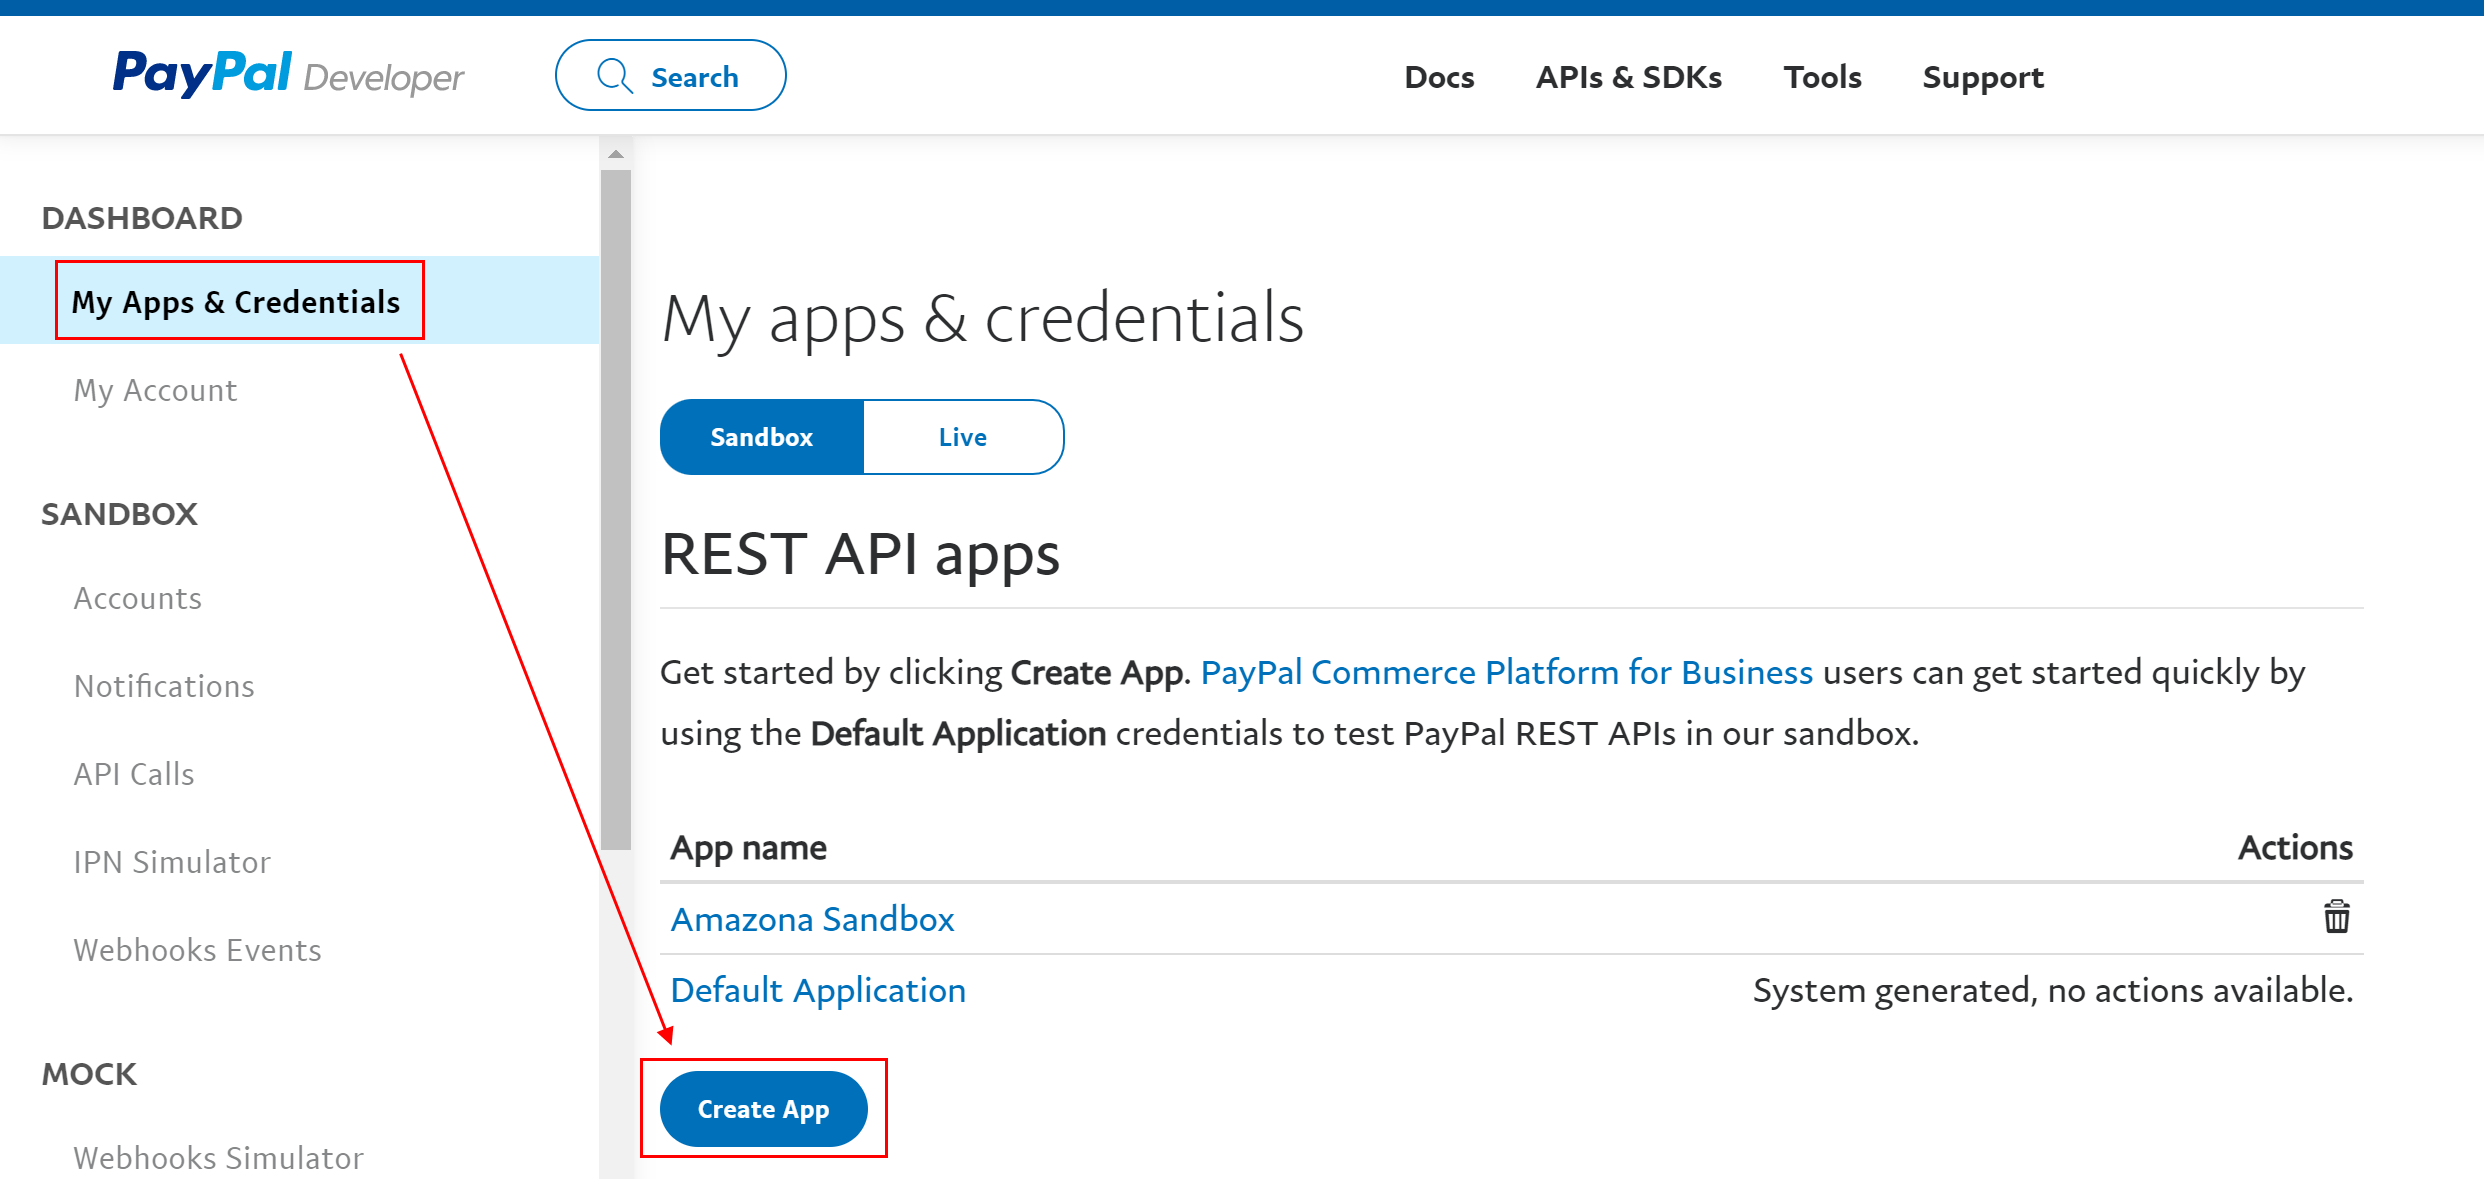 PayPal Developer
Search
Docs
APIs & SDKs
Tools
Support
DASHBOARD
My Apps & Credentials
My Account
SANDBOX
Accounts
Notifications
API Calls
IPN Simulator
Webhooks Events
MOCK
Webhooks Simulator
My apps & credentials
Sandbox
Live
REST API apps
Get started by clicking Create App. PayPal Commerce Platform for Business users can get started quickly by
using the Default Application credentials to test PayPal REST APIs in our sandbox.
App name
Actions
Amazona Sandbox
Default Application
System generated, no actions available.
Create App